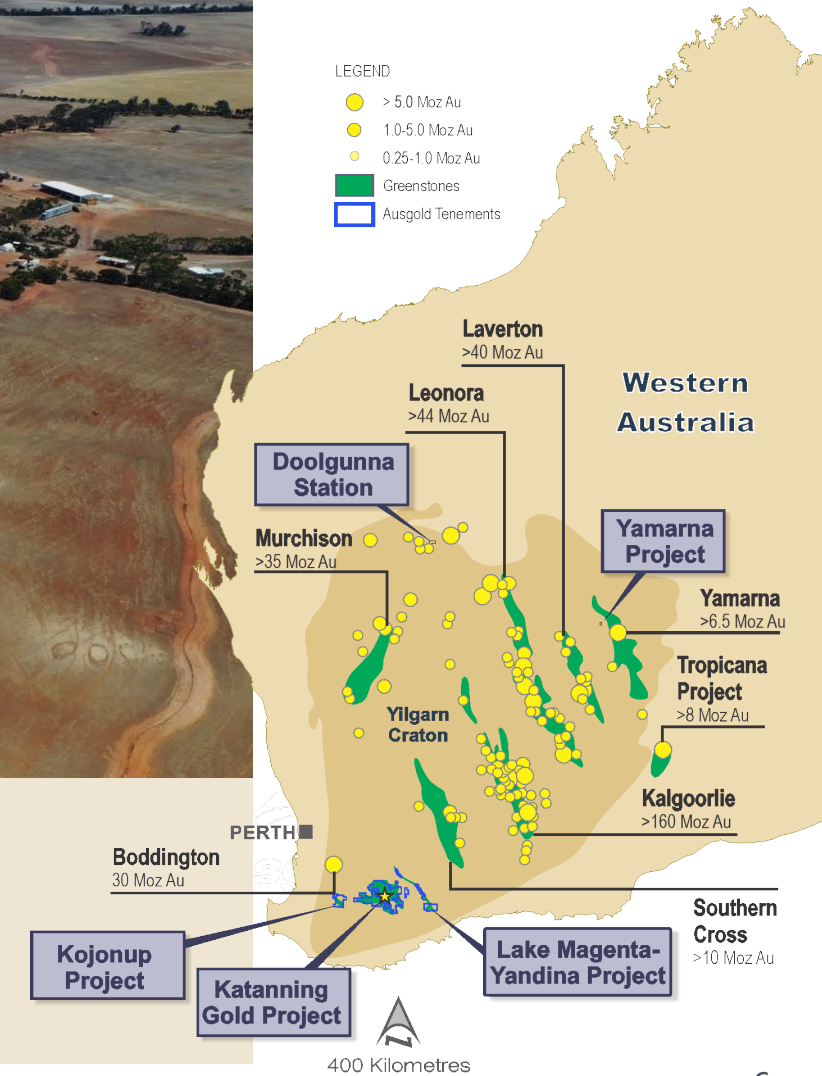 LEGEND
> 5.0 Moz Au
1.0-5.0 Moz Au
0.25-1.0 Moz Au
Greenstones
Ausgold Tenements
Laverton
>40 Moz Au
Western
Australia
Leonora
>44 Moz Au
Doolgunna
Station
Murchison
>35 Moz Au
Yamarna
Project
Yamarna
>6.5 Moz Au
Tropicana
Project
>8 Moz Au
Yilgarn
Craton
Kalgoorlie
>160 Moz Au
PERTH
Boddington
30 Moz Au
Southern
Cross
>10 Moz Au
Kojonup
Project
Katanning
Gold Project
Lake Magenta-
Yandina Project
N
400 Kilometres